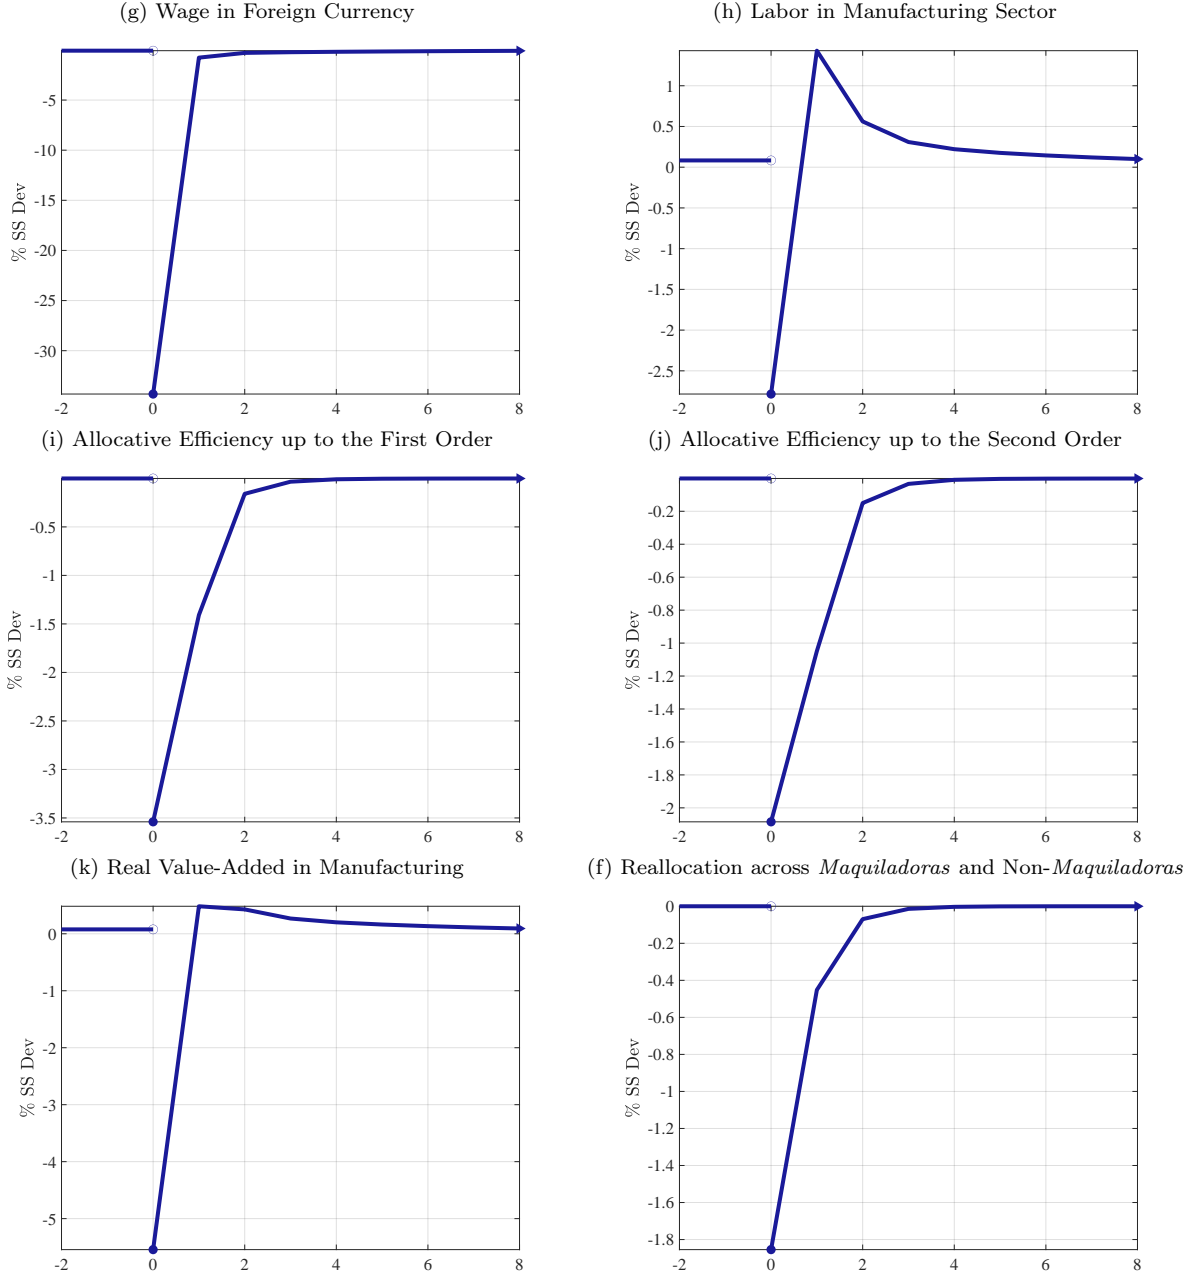 (g) Wage in Foreign Currency
% SS Dev
-5
-10
-15
-20
-25
-30
-2 0 2 4 6 8
(h) Labor in Manufacturing Sector
% SS Dev
1
0.5
0
-0.5
-1
-1.5
-2
-2.5
-2 0 2 4 6 8
(i) Allocative Efficiency up to the First Order
% SS Dev
-0.5
-1
-1.5
-2
-2.5
-3
-3.5
-2 0 2 4 6 8
(j) Allocative Efficiency up to the Second Order
% SS Dev
-0.2
-0.4
-0.6
-0.8
-1
-1.2
-1.4
-1.6
-1.8
-2
-2 0 2 4 6 8
(k) Real Value-Added in Manufacturing
% SS Dev
0
-1
-2
-3
-4
-5
-2 0 2 4 6 8
(f) Reallocation across Maquiladoras and Non-Maquiladoras
% SS Dev
0
-0.2
-0.4
-0.6
-0.8
-1
-1.2
-1.4
-1.6
-1.8
-2 0 2 4 6 8